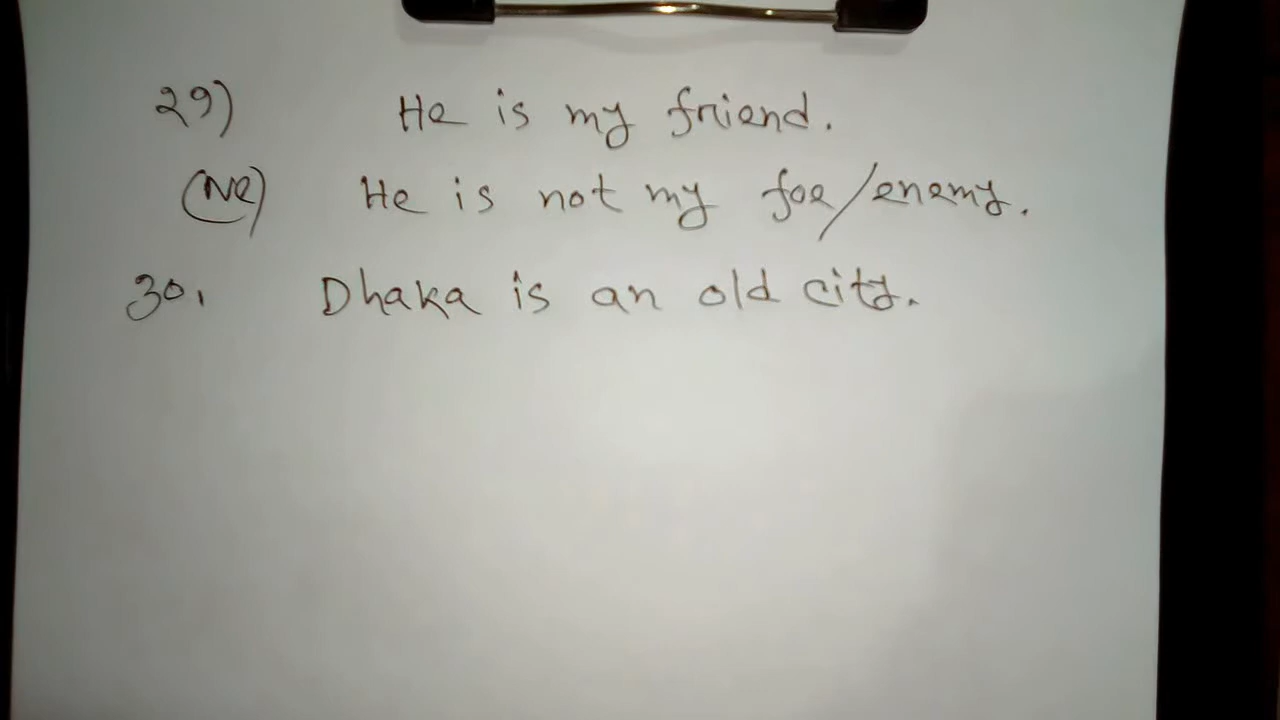 29) He is my friend.
(Ne) He is not my foe/enemy.
30. Dhaka is an old city.